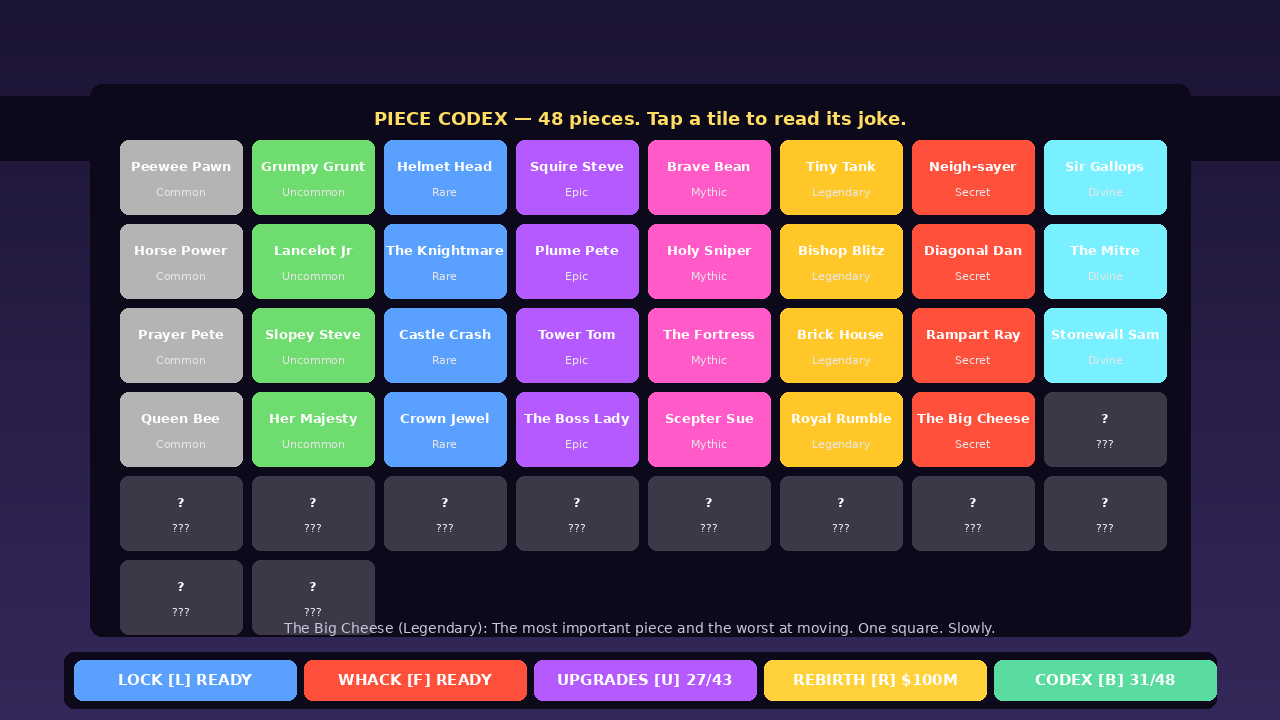 PIECE CODEX — 48 pieces. Tap a tile to read its joke.
Peewee Pawn Grumpy Grunt Helmet Head Squire Steve Brave Bean Tiny Tank Neigh-sayer Sir Gallops
Common Uncommon Rare Epic Mythic Legendary Secret Divine
Horse Power Lancelot Jr The Knightmare Plume Pete Holy Sniper Bishop Blitz Diagonal Dan The Mitre
Common Uncommon Rare Epic Mythic Legendary Secret Divine
Prayer Pete Slopey Steve Castle Crash Tower Tom The Fortress Brick House Rampart Ray Stonewall Sam
Common Uncommon Rare Epic Mythic Legendary Secret Divine
Queen Bee Her Majesty Crown Jewel The Boss Lady Scepter Sue Royal Rumble The Big Cheese ?
Common Uncommon Rare Epic Mythic Legendary Secret ???
? ? ? ? ? ? ? ?
??? ??? ??? ??? ??? ??? ??? ???
? ?
??? ???
The Big Cheese (Legendary): The most important piece and the worst at moving. One square. Slowly.
LOCK [L] READY WHACK [F] READY UPGRADES [U] 27/43 REBIRTH [R] $100M CODEX [B] 31/48